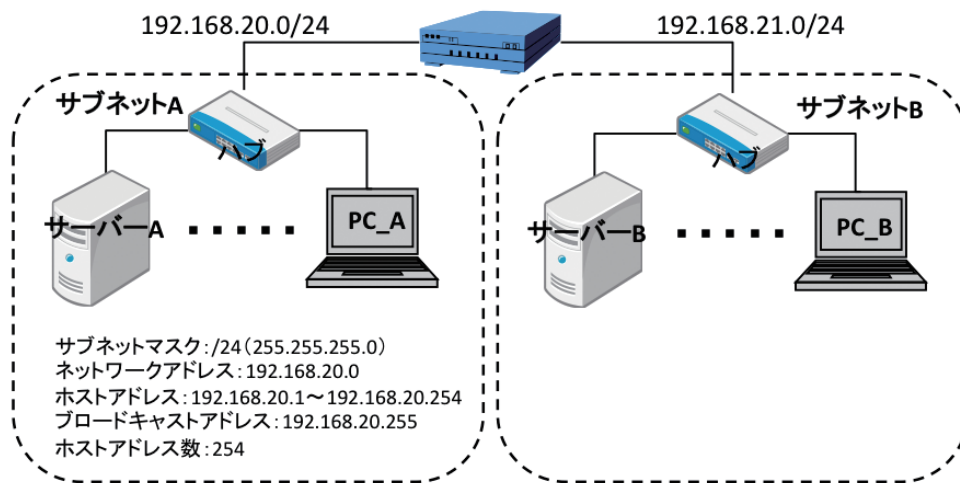 192.168.20.0/24
192.168.21.0/24
サブネットA
サブネットB
ハブ
ハブ
サーバーA
PC_A
サーバーB
PC_B
サブネットマスク：/24（255.255.255.0）
ネットワークアドレス：192.168.20.0
ホストアドレス：192.168.20.1～192.168.20.254
ブロードキャストアドレス：192.168.20.255
ホストアドレス数：254